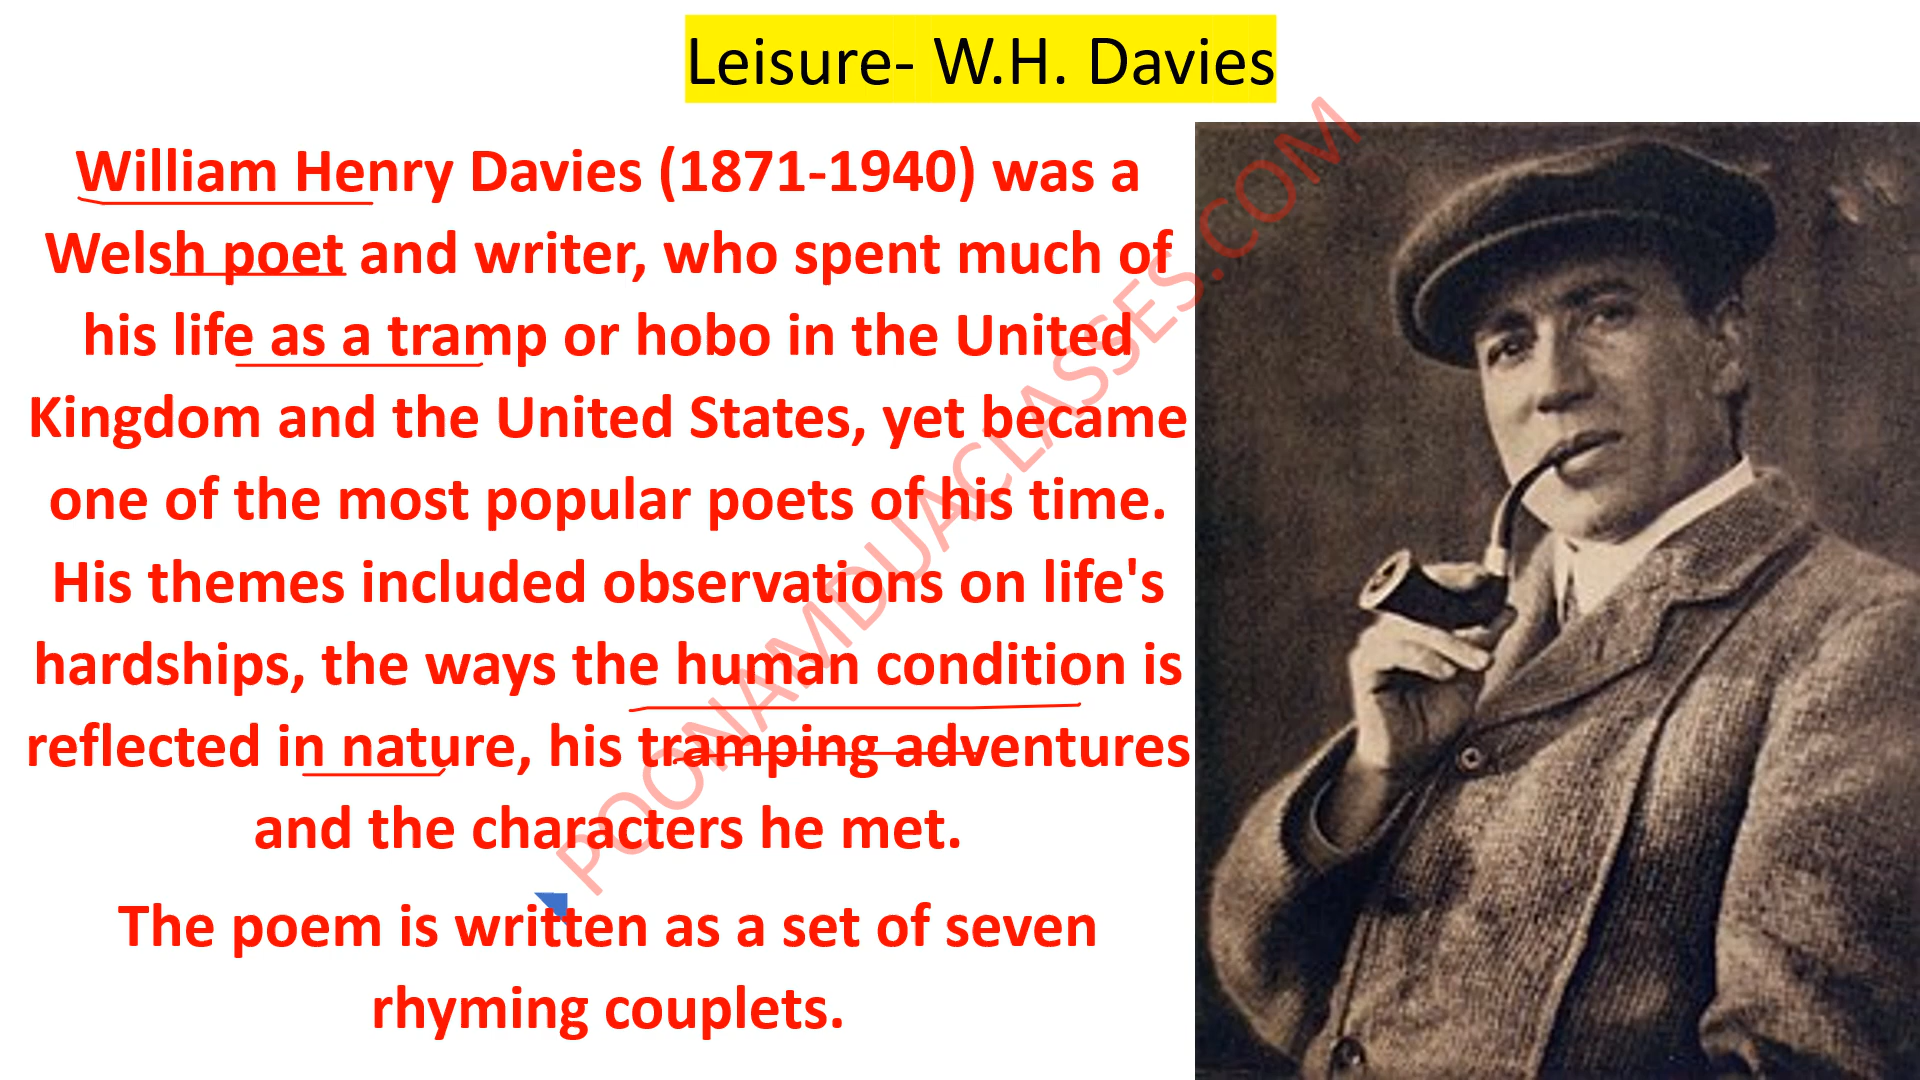 Leisure- W.H. Davies
William Henry Davies (1871-1940) was a
Welsh poet and writer, who spent much of
his life as a tramp or hobo in the United
Kingdom and the United States, yet became
one of the most popular poets of his time.
His themes included observations on life's
hardships, the ways the human condition is
reflected in nature, his tramping adventures
and the characters he met.
The poem is written as a set of seven
rhyming couplets.
POONAMDUACLASSES.COM